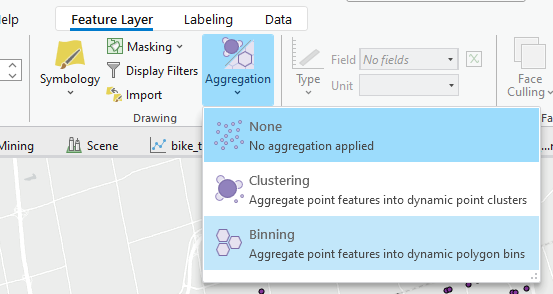 elp Feature Layer Labeling Data
Masking Field No fields
Display Filters
Symbology Import Aggregation Type Unit Face
Culling
Drawing Fa
Mining Scene bike_t ...n
None
No aggregation applied
Clustering
Aggregate point features into dynamic point clusters
Binning
Aggregate point features into dynamic polygon bins